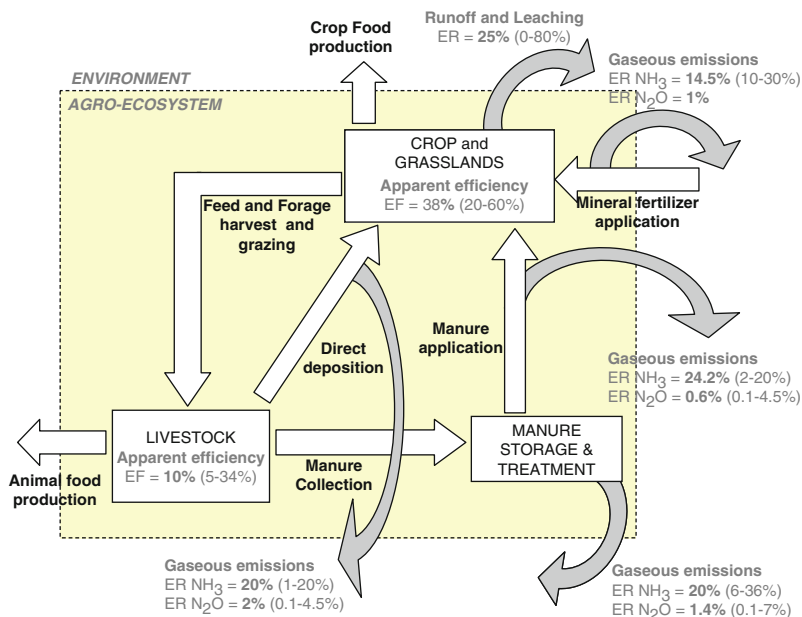 Crop Food
production
Runoff and Leaching
ER = 25% (0-80%)
Gaseous emissions
ER NH3 = 14.5% (10-30%)
ER N2O = 1%
ENVIRONMENT
AGRO-ECOSYSTEM
CROP and
GRASSLANDS
Apparent efficiency
EF = 38% (20-60%)
Mineral fertilizer
application
Feed and Forage
harvest and
grazing
Direct
deposition
Manure
application
Gaseous emissions
ER NH3 = 24.2% (2-20%)
ER N2O = 0.6% (0.1-4.5%)
LIVESTOCK
Apparent efficiency
EF = 10% (5-34%)
Manure
Collection
MANURE
STORAGE &
TREATMENT
Animal food
production
Gaseous emissions
ER NH3 = 20% (1-20%)
ER N2O = 2% (0.1-4.5%)
Gaseous emissions
ER NH3 = 20% (6-36%)
ER N2O = 1.4% (0.1-7%)